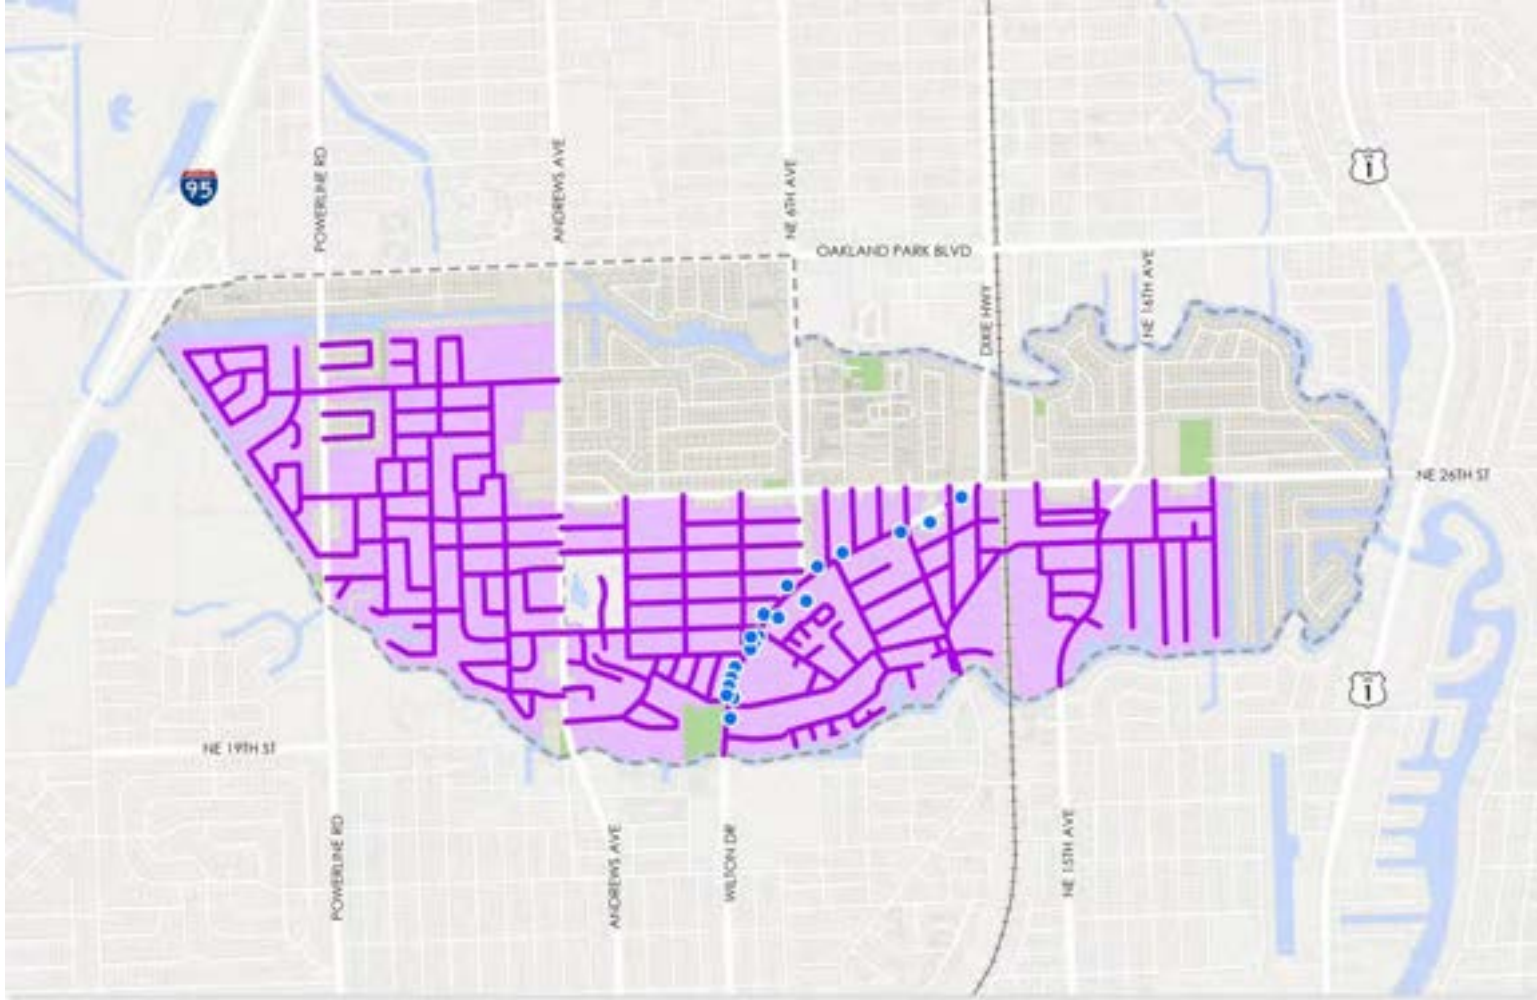 POWERLINE RD
ANDREWS AVE
NE 6TH AVE
95
1
OAKLAND PARK BLVD
DIXIE HWY
NE 16TH AVE
NE 26TH ST
1
NE 19TH ST
POWERLINE RD
ANDREWS AVE
WILTON DR
NE 15TH AVE